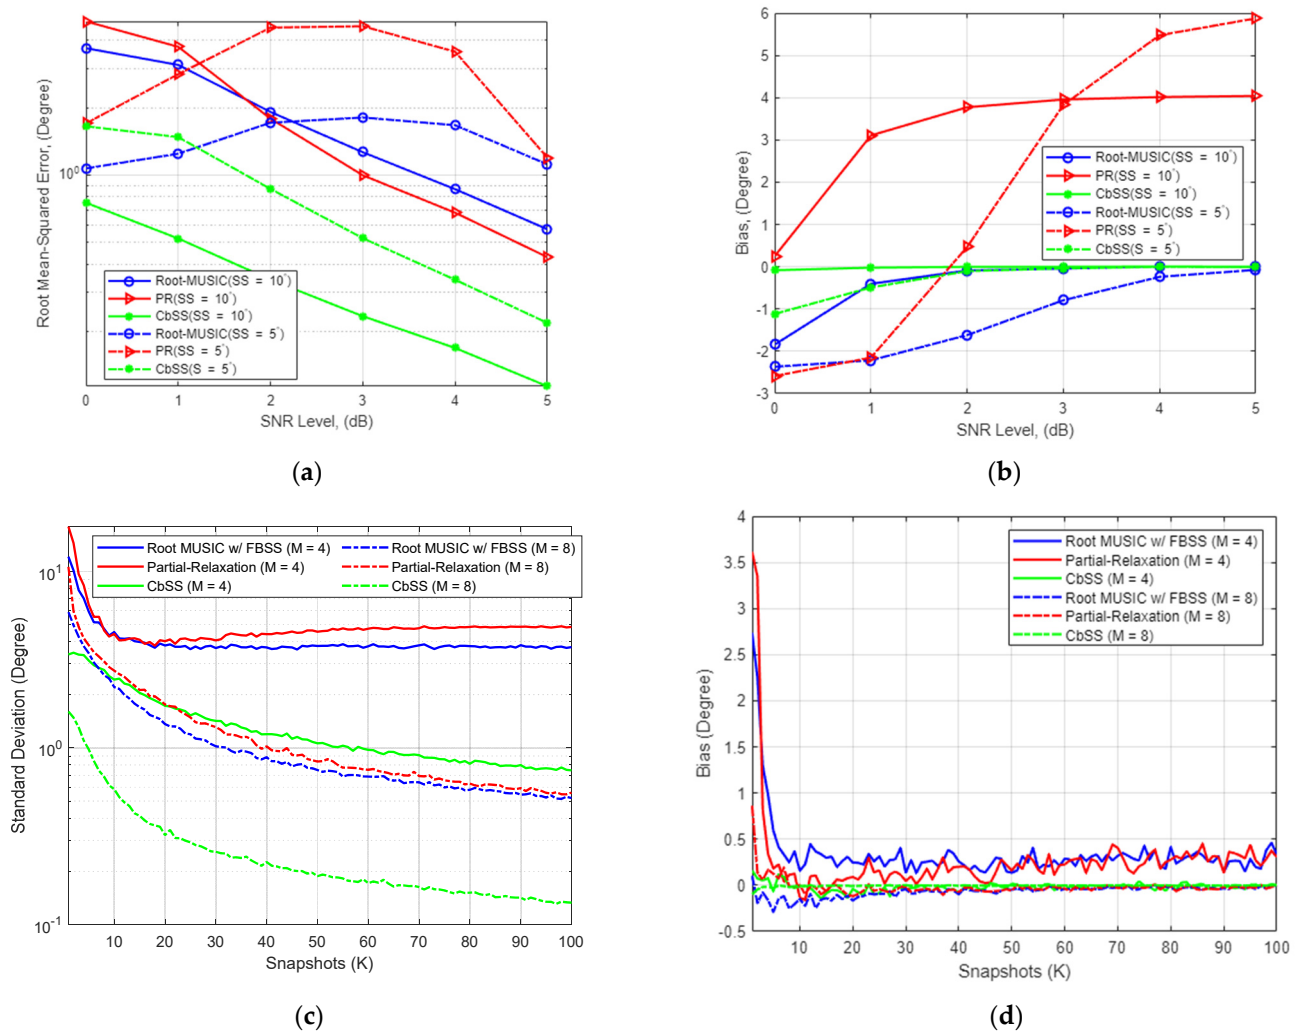 Root Mean-Squared Error, (Degree)
10⁰
Root-MUSIC(SS = 10°)
PR(SS = 10°)
CbSS(SS = 10°)
Root-MUSIC(SS = 5°)
PR(SS = 5°)
CbSS(S = 5°)
0 1 2 3 4 5
SNR Level, (dB)
(a)
Bias, (Degree)
6
5
4
3
2
1
0
-1
-2
-3
Root-MUSIC(SS = 10°)
PR(SS = 10°)
CbSS(SS = 10°)
Root-MUSIC(SS = 5°)
PR(SS = 5°)
CbSS(S = 5°)
0 1 2 3 4 5
SNR Level, (dB)
(b)
Standard Deviation (Degree)
10¹
10⁰
10⁻¹
Root MUSIC w/ FBSS (M = 4)
Partial-Relaxation (M = 4)
CbSS (M = 4)
Root MUSIC w/ FBSS (M = 8)
Partial-Relaxation (M = 8)
CbSS (M = 8)
10 20 30 40 50 60 70 80 90 100
Snapshots (K)
(c)
Bias (Degree)
4
3.5
3
2.5
2
1.5
1
0.5
0
-0.5
Root MUSIC w/ FBSS (M = 4)
Partial-Relaxation (M = 4)
CbSS (M = 4)
Root MUSIC w/ FBSS (M = 8)
Partial-Relaxation (M = 8)
CbSS (M = 8)
10 20 30 40 50 60 70 80 90 100
Snapshots (K)
(d)